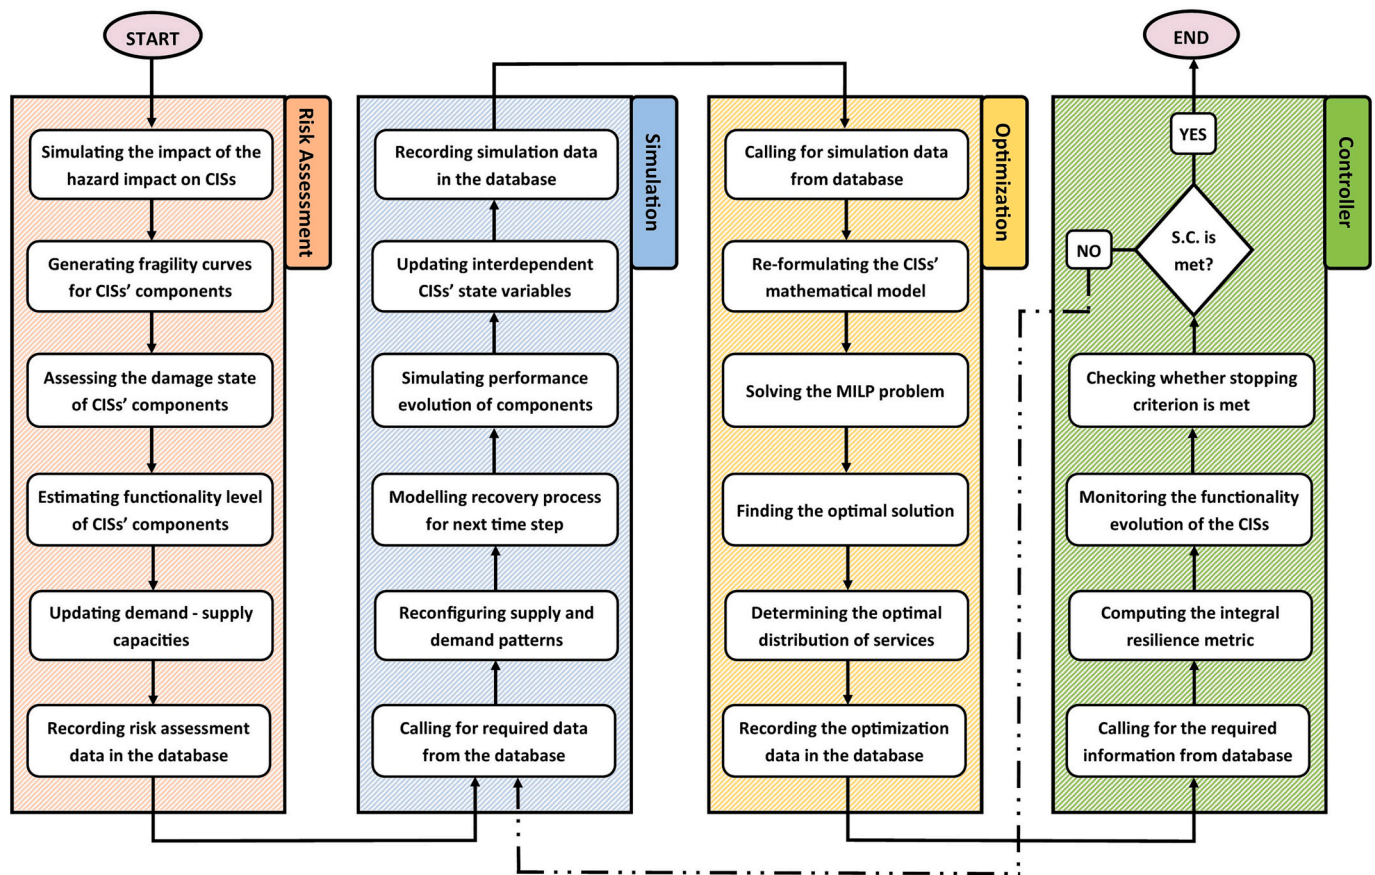 START
Risk Assessment
Simulating the impact of the
hazard impact on CISs
Generating fragility curves
for CISs’ components
Assessing the damage state
of CISs’ components
Estimating functionality level
of CISs’ components
Updating demand - supply
capacities
Recording risk assessment
data in the database
Simulation
Recording simulation data
in the database
Updating interdependent
CISs’ state variables
Simulating performance
evolution of components
Modelling recovery process
for next time step
Reconfiguring supply and
demand patterns
Calling for required data
from the database
Optimization
Calling for simulation data
from database
Re-formulating the CISs’
mathematical model
Solving the MILP problem
Finding the optimal solution
Determining the optimal
distribution of services
Recording the optimization
data in the database
END
Controller
YES
NO
S.C. is
met?
Checking whether stopping
criterion is met
Monitoring the functionality
evolution of the CISs
Computing the integral
resilience metric
Calling for the required
information from database